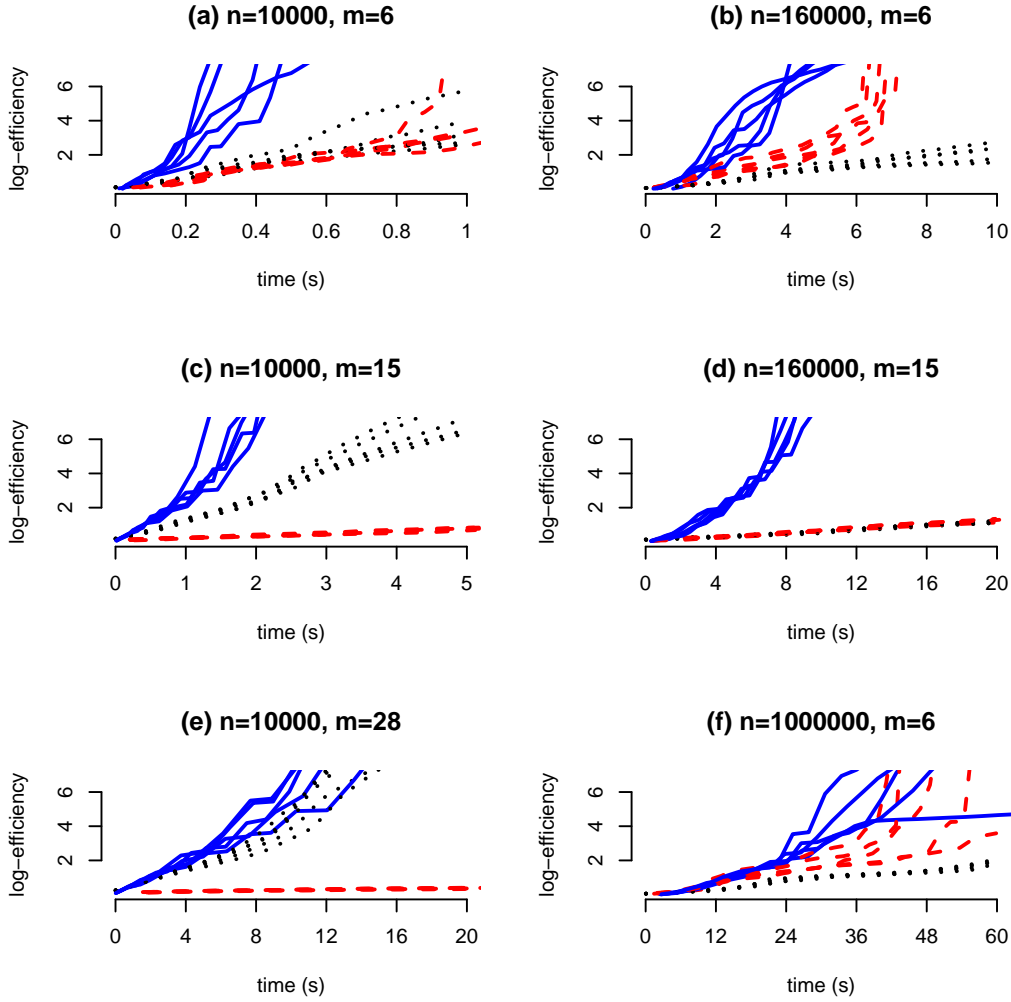 (a) n=10000, m=6
log−efficiency
2 4 6
0 0.2 0.4 0.6 0.8 1
time (s)
(b) n=160000, m=6
log−efficiency
2 4 6
0 2 4 6 8 10
time (s)
(c) n=10000, m=15
log−efficiency
2 4 6
0 1 2 3 4 5
time (s)
(d) n=160000, m=15
log−efficiency
2 4 6
0 4 8 12 16 20
time (s)
(e) n=10000, m=28
log−efficiency
2 4 6
0 4 8 12 16 20
time (s)
(f) n=1000000, m=6
log−efficiency
2 4 6
0 12 24 36 48 60
time (s)